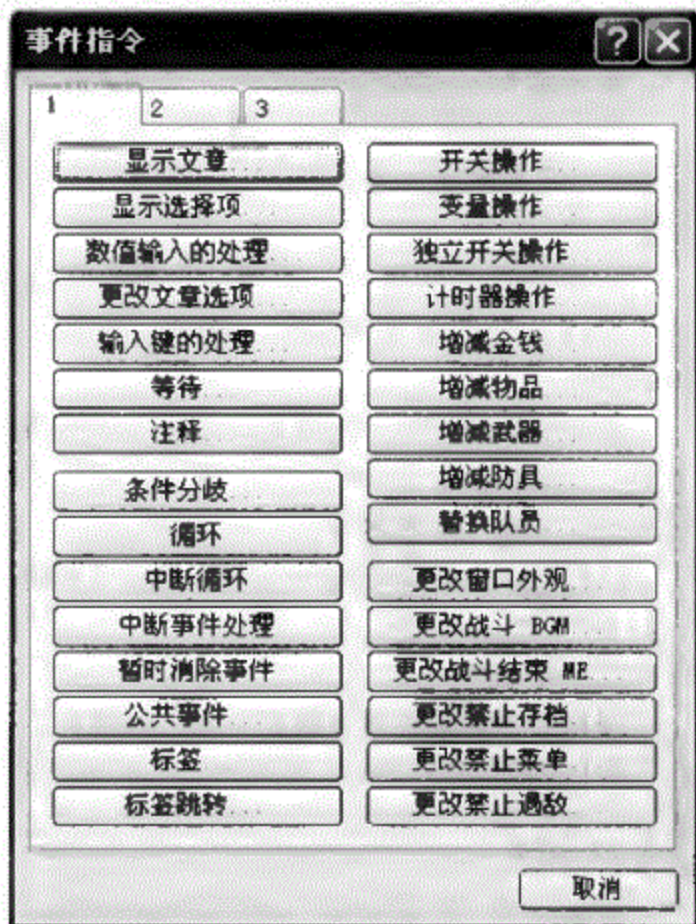 事件指令
1 2 3
显示文章...
显示选择项...
数值输入的处理...
更改文章选项...
输入键的处理...
等待...
注释...
条件分歧...
循环
中断循环
中断事件处理
暂时消除事件
公共事件...
标签...
标签跳转...
开关操作...
变量操作...
独立开关操作...
计时器操作...
增减金钱...
增减物品...
增减武器...
增减防具...
替换队员...
更改窗口外观...
更改战斗 BGM...
更改战斗结束 ME...
更改禁止存档...
更改禁止菜单...
更改禁止遇敌...
取消